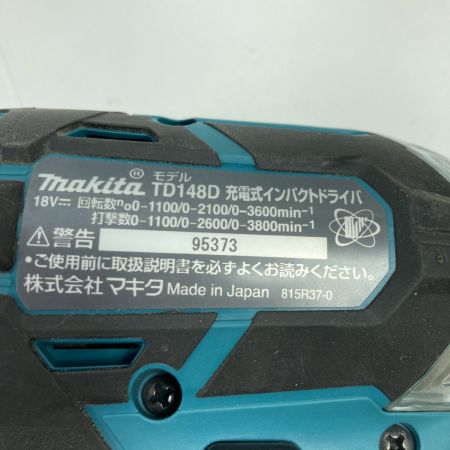 makita® モデル TD148D 充電式インパクトドライバ
18V⎓ 回転数n₀0-1100/0-2100/0-3600min⁻¹
打撃数0-1100/0-2600/0-3800min⁻¹
⚠警告 95373
•ご使用前に取扱説明書を必ずよくお読みください。
株式会社 マキタ Made in Japan 815R37-0